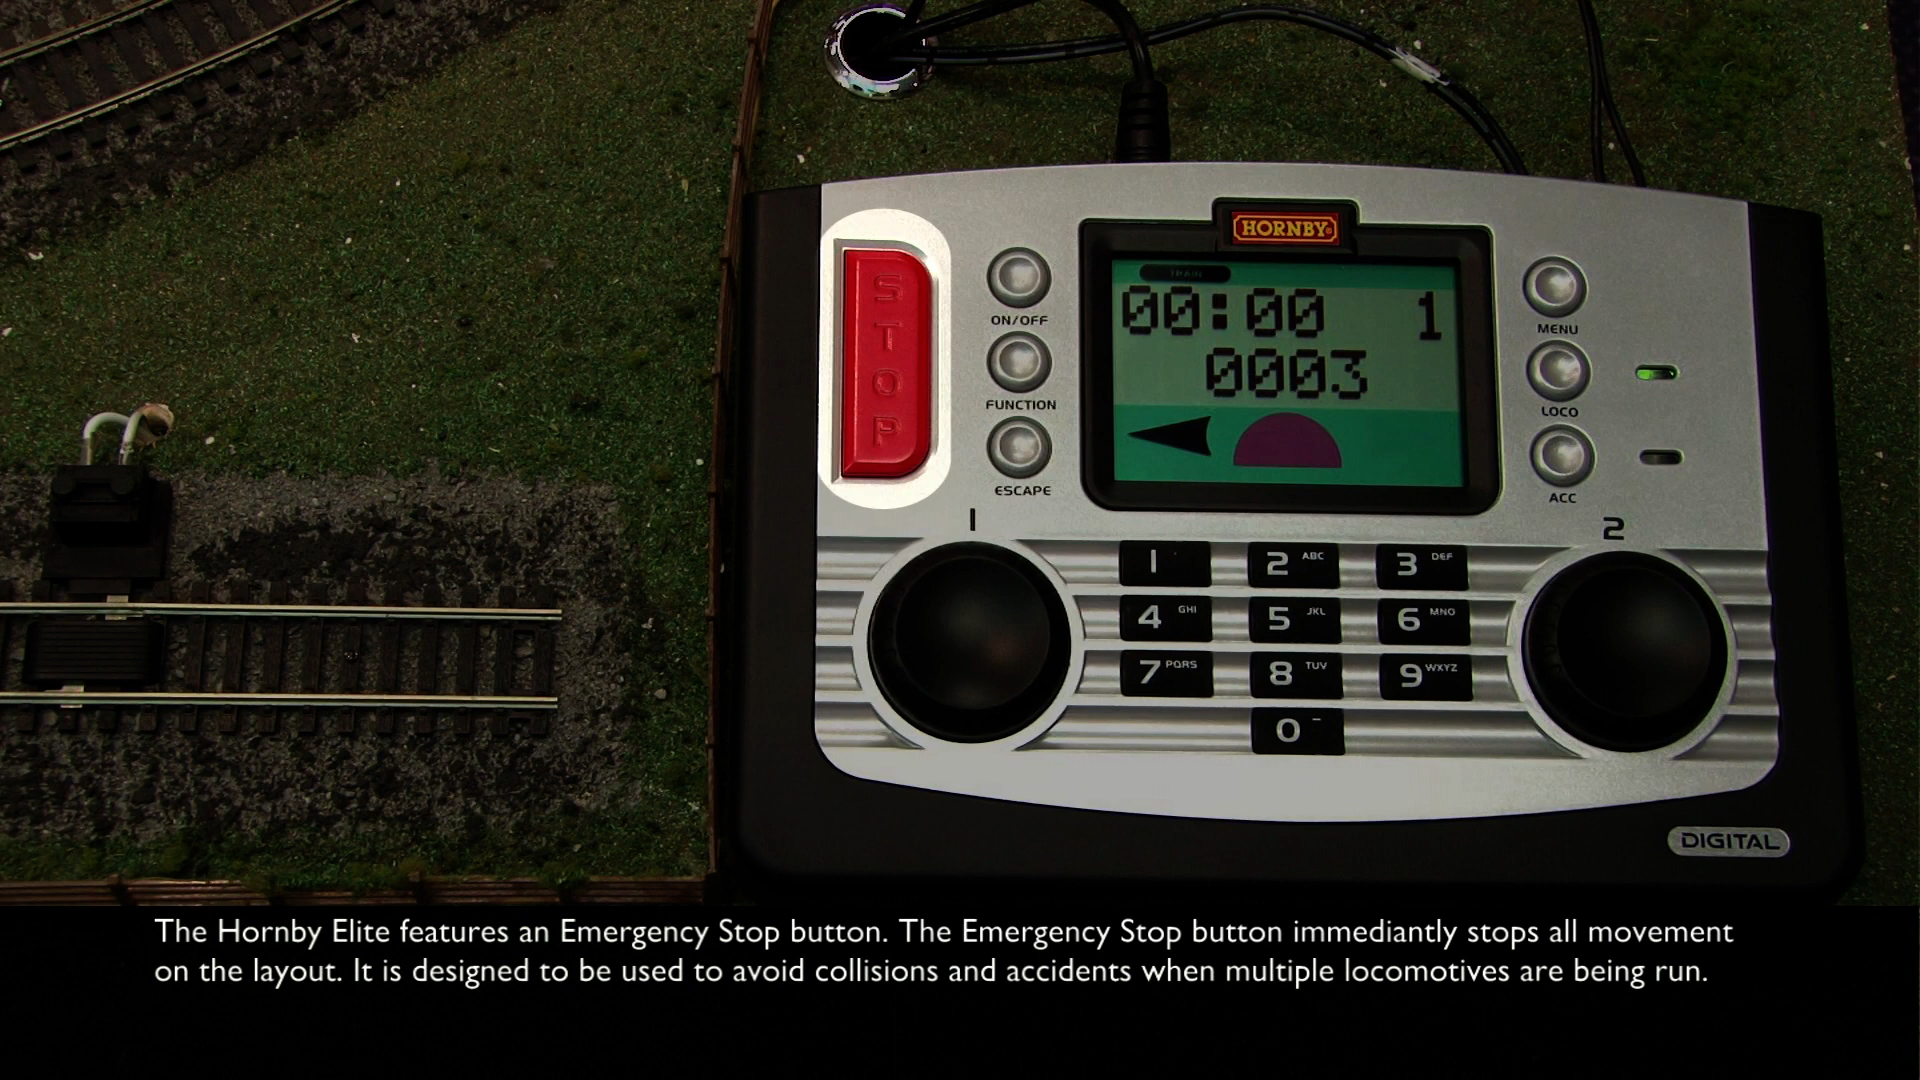 HORNBY
TRAIN
00:00 1
0003
STOP
ON/OFF
FUNCTION
ESCAPE
MENU
LOCO
ACC
1
2
1
2 ABC
3 DEF
4 GHI
5 JKL
6 MNO
7 PQRS
8 TUV
9 WXYZ
0
DIGITAL
The Hornby Elite features an Emergency Stop button. The Emergency Stop button immediantly stops all movement
on the layout. It is designed to be used to avoid collisions and accidents when multiple locomotives are being run.